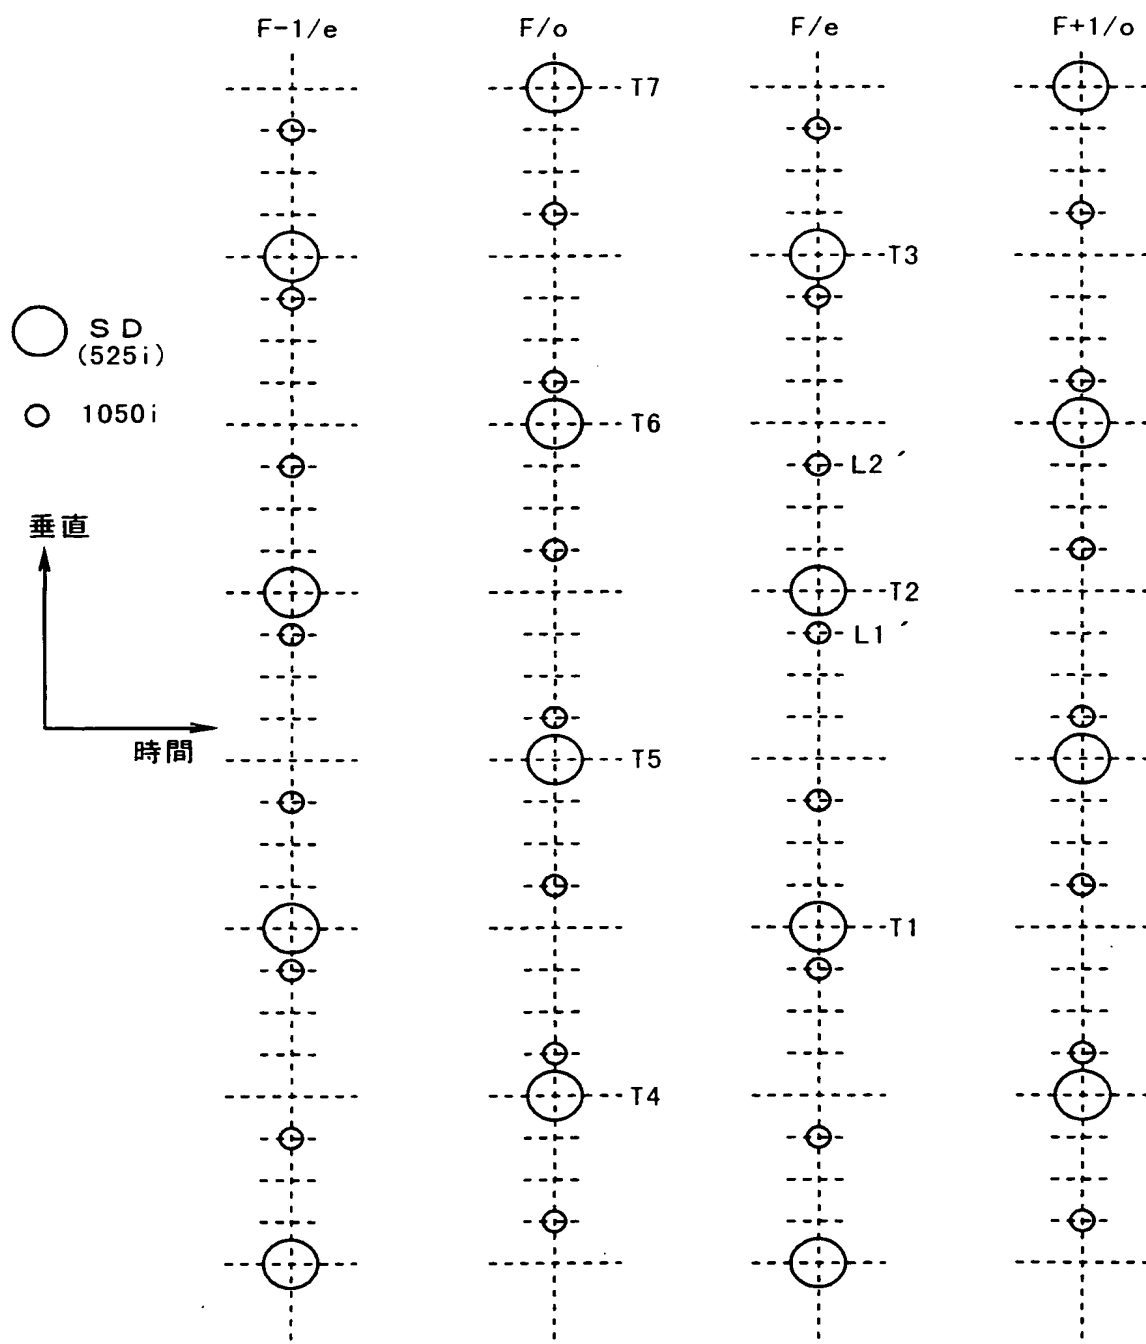 F-1/e
F/o
F/e
F+1/o
T7
T3
SD
(525i)
1050i
T6
L2´
垂直
T2
L1´
時間
T5
T1
T4